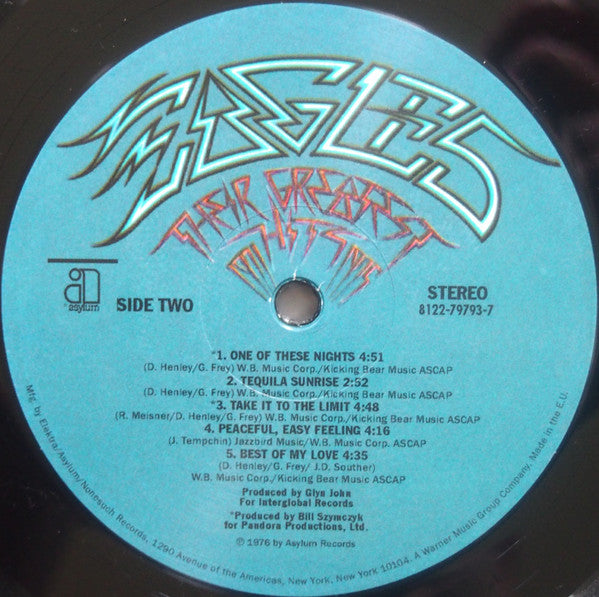 EAGLES
THEIR GREATEST
HITS
asylum
SIDE TWO
STEREO
8122-79793-7
*1. ONE OF THESE NIGHTS 4:51
(D. Henley/G. Frey) W.B. Music Corp./Kicking Bear Music ASCAP
2. TEQUILA SUNRISE 2:52
(D. Henley/G. Frey) W.B. Music Corp./Kicking Bear Music ASCAP
*3. TAKE IT TO THE LIMIT 4:48
(R. Meisner/D. Henley/G. Frey) W.B. Music Corp./Kicking Bear Music ASCAP
4. PEACEFUL, EASY FEELING 4:16
(J. Tempchin) Jazzbird Music/W.B. Music Corp. ASCAP
5. BEST OF MY LOVE 4:35
(D. Henley/G. Frey/ J.D. Souther)
W.B. Music Corp./Kicking Bear Music ASCAP
Produced by Glyn John
For Interglobal Records
*Produced by Bill Szymczyk
for Pandora Productions, Ltd.
℗ 1976 by Asylum Records
Mfg. by Elektra/Asylum/Nonesuch Records, 1290 Avenue of the Americas, New York, New York 10104. A Warner Music Group Company. Made in the E.U.